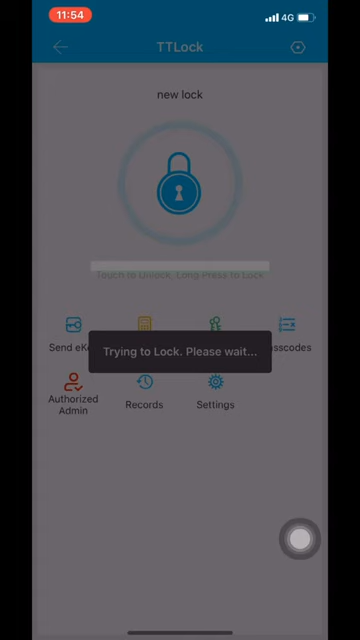 11:54
4G
TTLock
new lock
Touch to Unlock, Long Press to Lock
Send eKe
asscodes
Trying to Lock. Please wait...
Authorized
Admin
Records
Settings